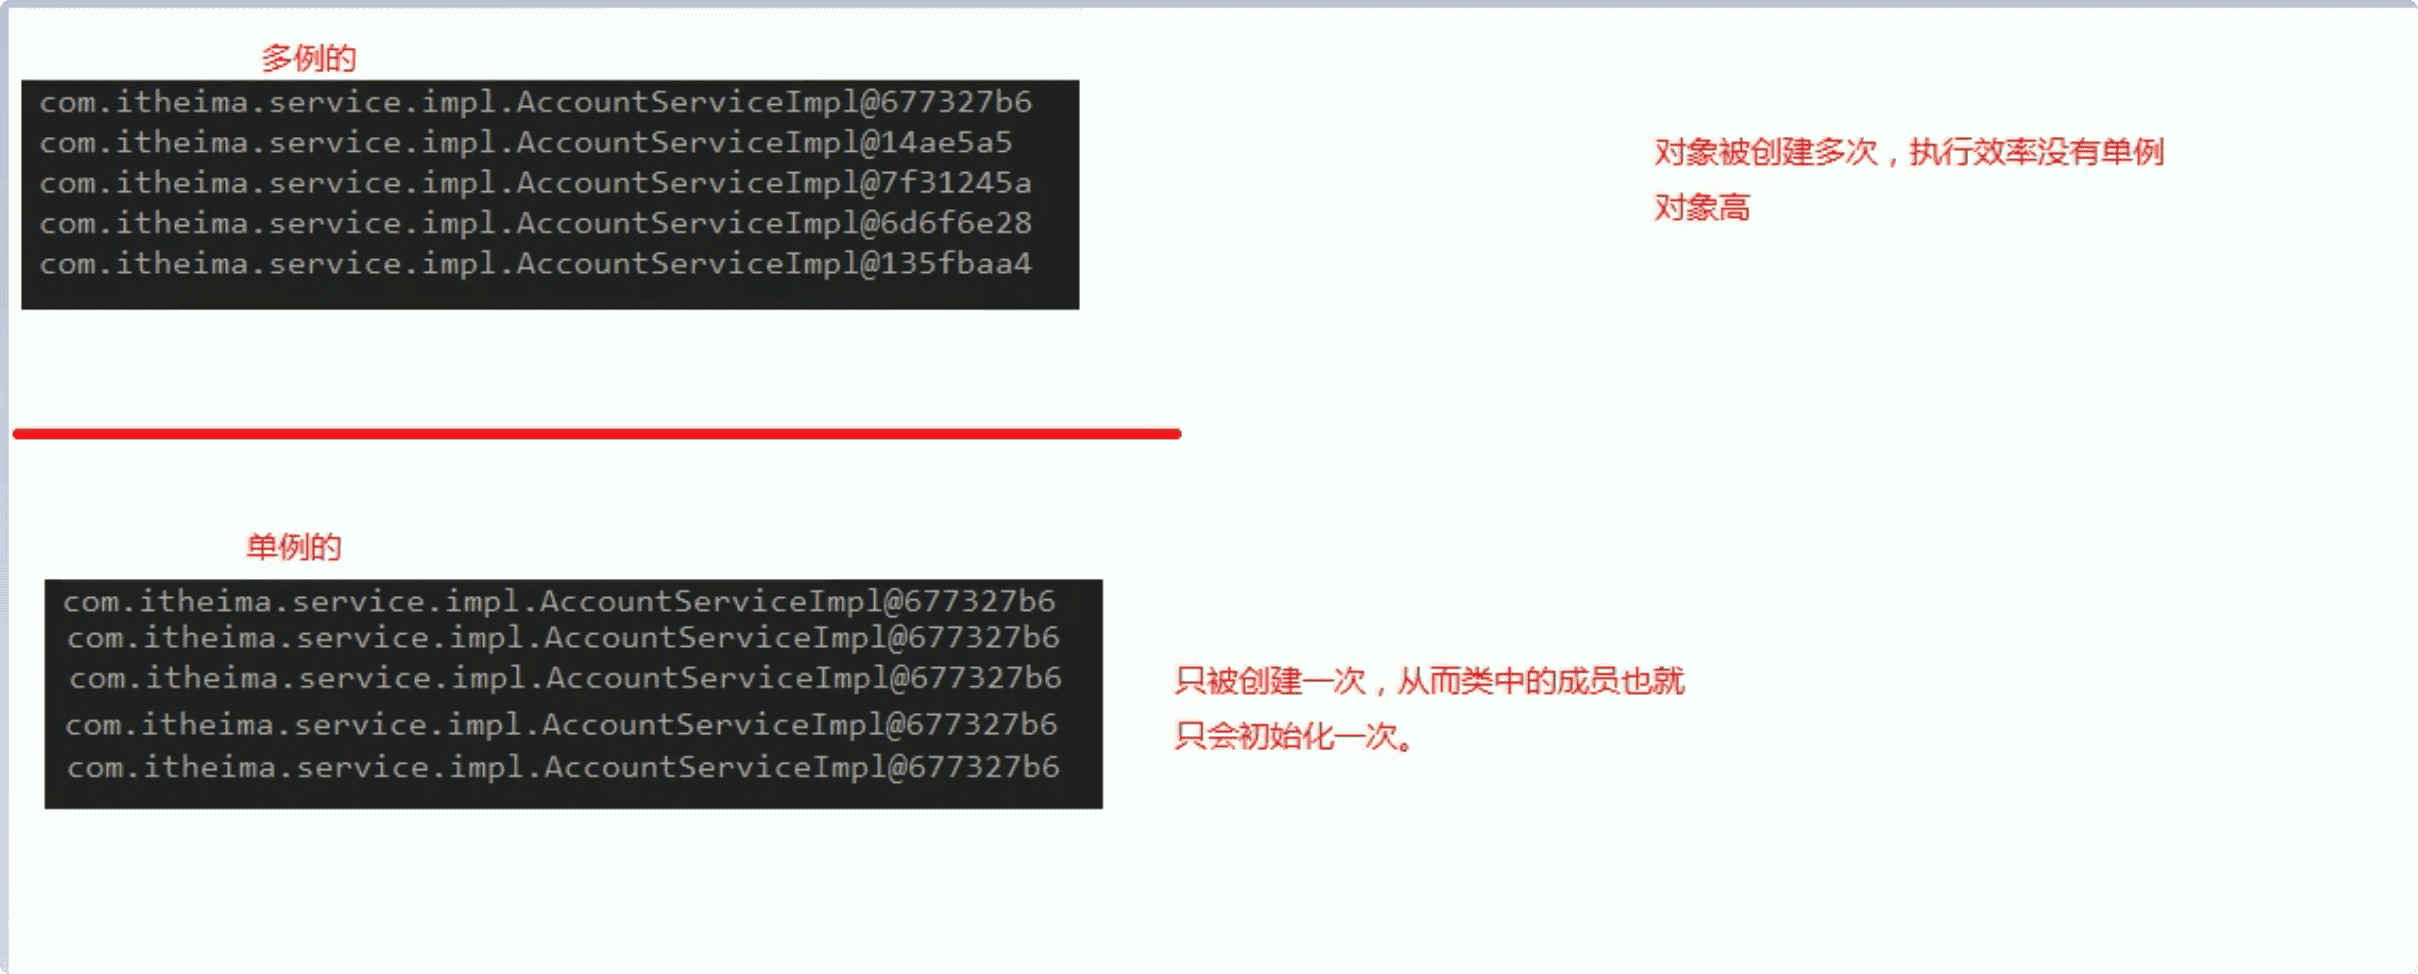 多例的
com.itheima.service.impl.AccountServiceImpl@677327b6
com.itheima.service.impl.AccountServiceImpl@14ae5a5
com.itheima.service.impl.AccountServiceImpl@7f31245a
com.itheima.service.impl.AccountServiceImpl@6d6f6e28
com.itheima.service.impl.AccountServiceImpl@135fbaa4
对象被创建多次，执行效率没有单例
对象高
单例的
com.itheima.service.impl.AccountServiceImpl@677327b6
com.itheima.service.impl.AccountServiceImpl@677327b6
com.itheima.service.impl.AccountServiceImpl@677327b6
com.itheima.service.impl.AccountServiceImpl@677327b6
com.itheima.service.impl.AccountServiceImpl@677327b6
只被创建一次，从而类中的成员也就
只会初始化一次。